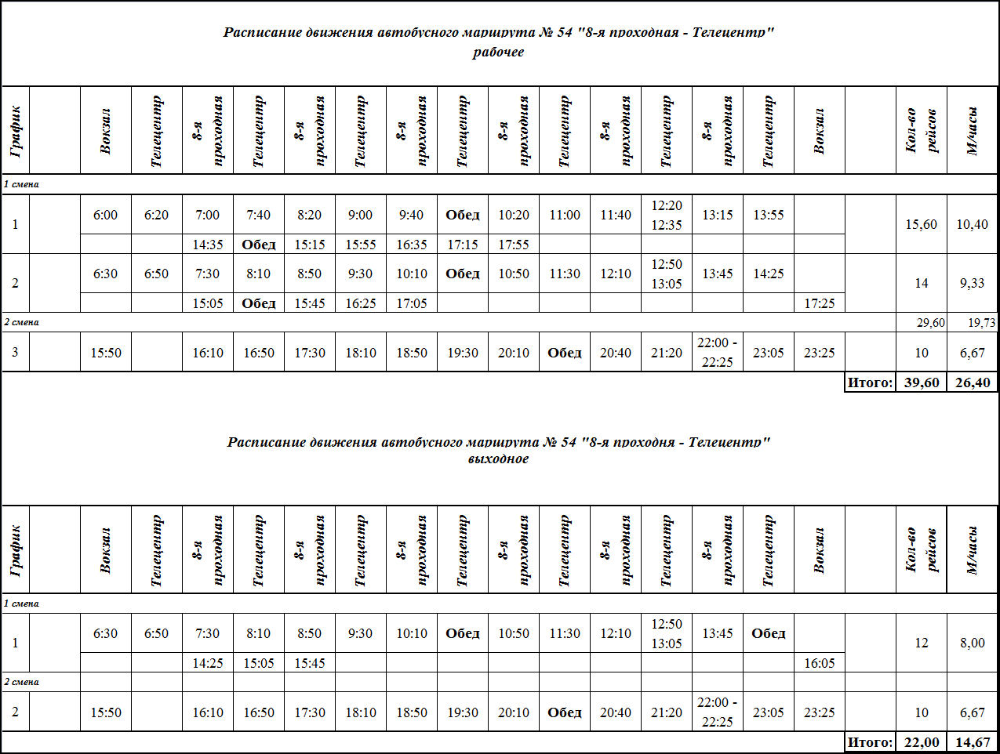 Расписание движения автобусного маршрута № 54 "8-я проходная - Телецентр"
рабочее
График Вокзал Телецентр 8-я проходная Телецентр 8-я проходная Телецентр 8-я проходная Телецентр 8-я проходная Телецентр 8-я проходная Телецентр 8-я проходная Телецентр Вокзал Кол-во рейсов М/часы
1 смена
1 6:00 6:20 7:00 7:40 8:20 9:00 9:40 Обед 10:20 11:00 11:40 12:20 12:35 13:15 13:55 15,60 10,40
14:35 Обед 15:15 15:55 16:35 17:15 17:55
2 6:30 6:50 7:30 8:10 8:50 9:30 10:10 Обед 10:50 11:30 12:10 12:50 13:05 13:45 14:25 14 9,33
15:05 Обед 15:45 16:25 17:05 17:25
2 смена 29,60 19,73
3 15:50 16:10 16:50 17:30 18:10 18:50 19:30 20:10 Обед 20:40 21:20 22:00 - 22:25 23:05 23:25 10 6,67
Итого: 39,60 26,40
Расписание движения автобусного маршрута № 54 "8-я проходня - Телецентр"
выходное
График Вокзал Телецентр 8-я проходная Телецентр 8-я проходная Телецентр 8-я проходная Телецентр 8-я проходная Телецентр 8-я проходная Телецентр 8-я проходная Телецентр Вокзал Кол-во рейсов М/часы
1 смена
1 6:30 6:50 7:30 8:10 8:50 9:30 10:10 Обед 10:50 11:30 12:10 12:50 13:05 13:45 Обед 12 8,00
14:25 15:05 15:45 16:05
2 смена
2 15:50 16:10 16:50 17:30 18:10 18:50 19:30 20:10 Обед 20:40 21:20 22:00 - 22:25 23:05 23:25 10 6,67
Итого: 22,00 14,67